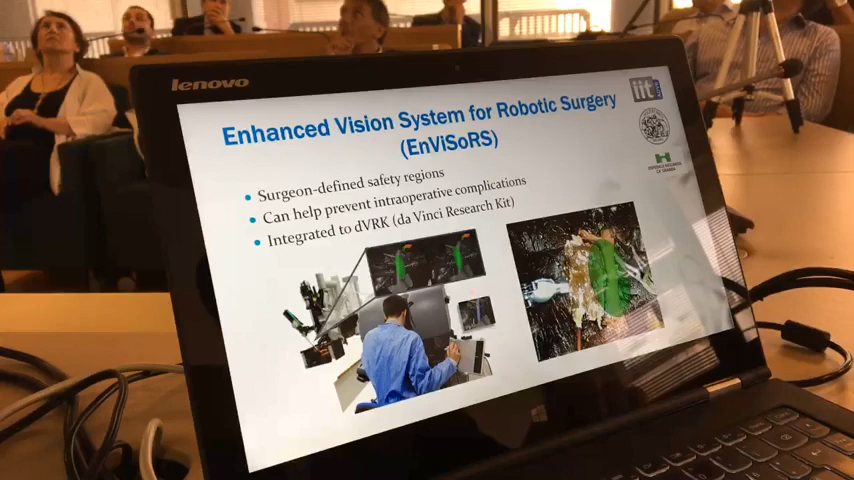 lenovo
iit
Enhanced Vision System for Robotic Surgery
(EnViSoRS)
• Surgeon-defined safety regions
• Can help prevent intraoperative complications
• Integrated to dVRK (da Vinci Research Kit)